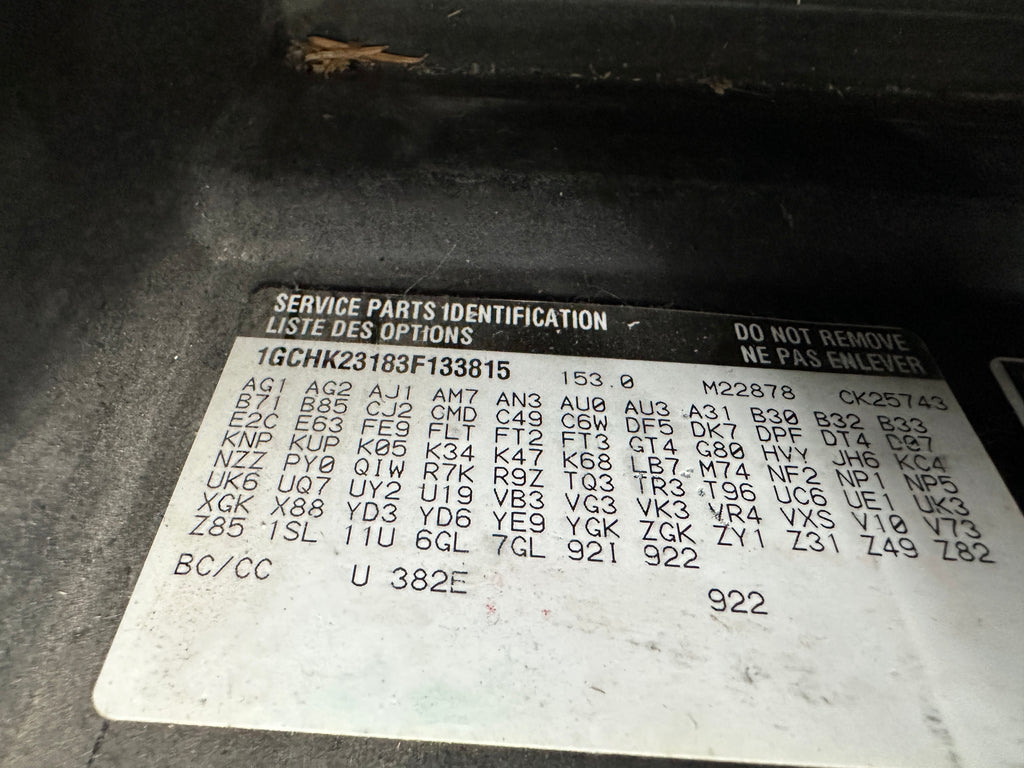 SERVICE PARTS IDENTIFICATION
LISTE DES OPTIONS
DO NOT REMOVE
NE PAS ENLEVER
1GCHK23183F133815 153.0 M22878 CK25743
AG1 AG2 AJ1 AM7 AN3 AU0 AU3 A31 B30 B32 B33
B71 B85 CJ2 CMD C49 C6W DF5 DK7 DPF DT4 D07
E2C E63 FE9 FLT FT2 FT3 GT4 G80 HVY JH6 KC4
KNP KUP K05 K34 K47 K68 LB7 M74 NF2 NP1 NP5
NZZ PY0 QIW R7K R9Z TQ3 TR3 T96 UC6 UE1 UK3
UK6 UQ7 UY2 U19 VB3 VG3 VK3 VR4 VXS V10 V73
XGK X88 YD3 YD6 YE9 YGK ZGK ZY1 Z31 Z49 Z82
Z85 1SL 11U 6GL 7GL 92I 922
BC/CC U 382E 922